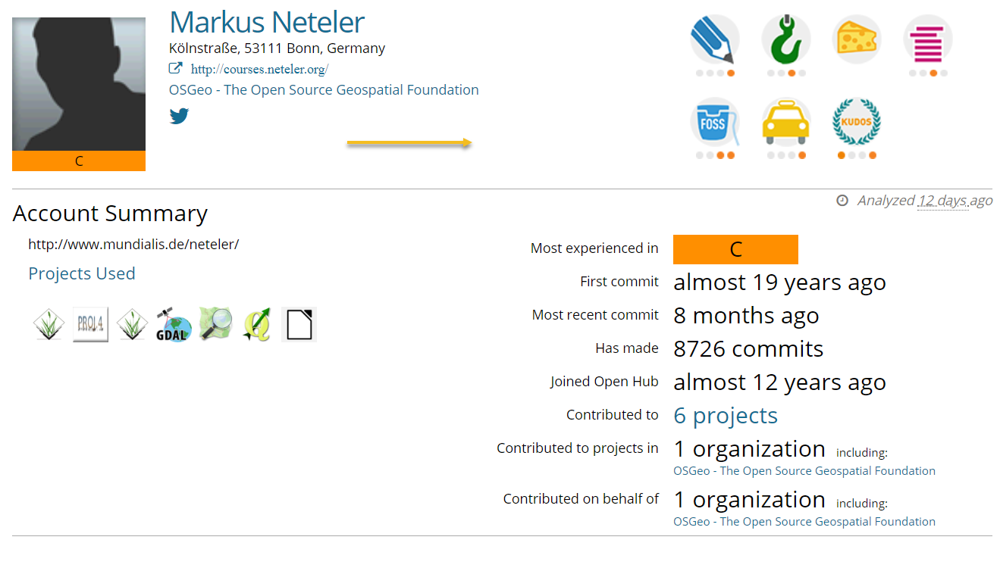 Markus Neteler
Kölnstraße, 53111 Bonn, Germany
http://courses.neteler.org/
OSGeo - The Open Source Geospatial Foundation
C
FOSS
KUDOS
Analyzed 12 days ago
Account Summary
http://www.mundialis.de/neteler/
Projects Used
PROJ.4
GDAL
Most experienced in C
First commit almost 19 years ago
Most recent commit 8 months ago
Has made 8726 commits
Joined Open Hub almost 12 years ago
Contributed to 6 projects
Contributed to projects in 1 organization including:
OSGeo - The Open Source Geospatial Foundation
Contributed on behalf of 1 organization including:
OSGeo - The Open Source Geospatial Foundation